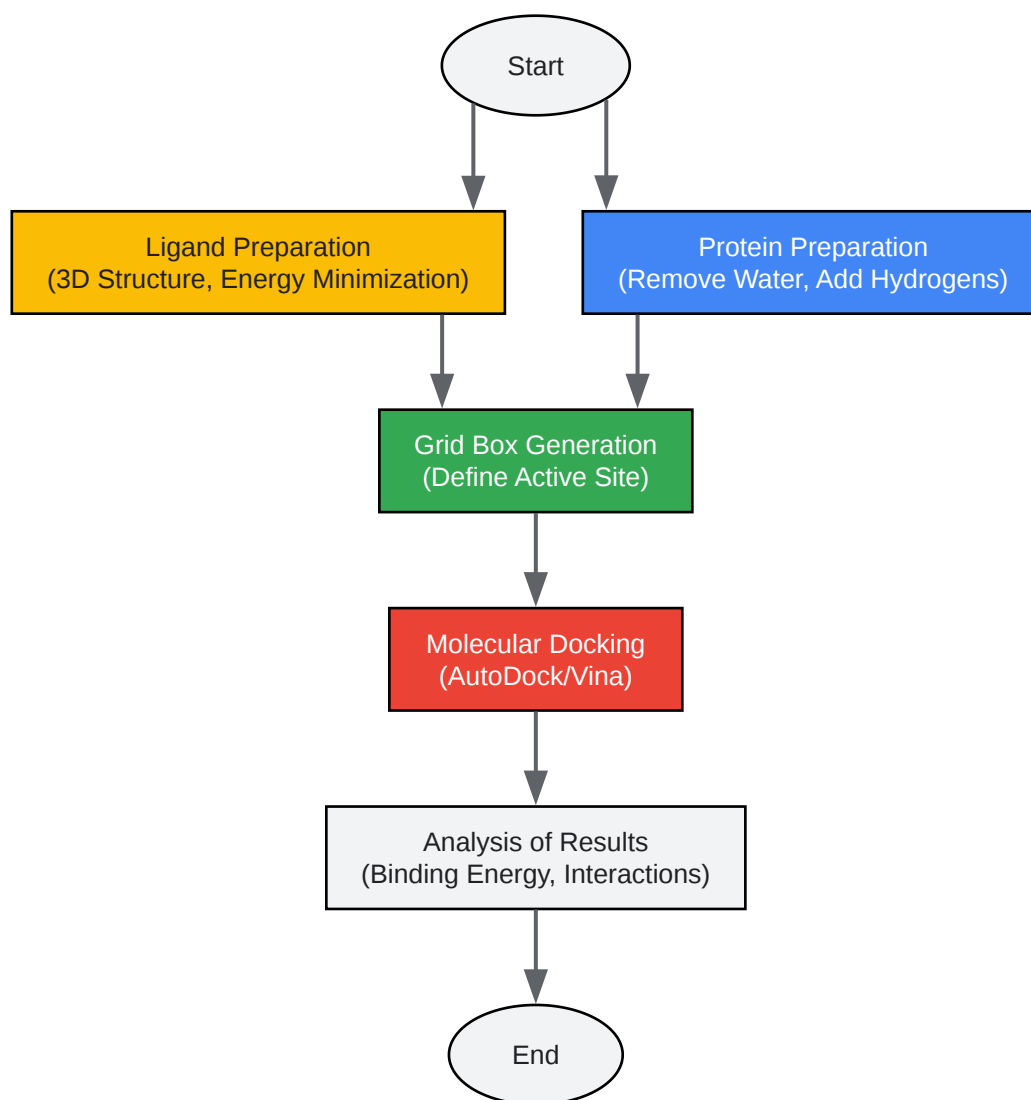 Start
Ligand Preparation
(3D Structure, Energy Minimization)
Protein Preparation
(Remove Water, Add Hydrogens)
Grid Box Generation
(Define Active Site)
Molecular Docking
(AutoDock/Vina)
Analysis of Results
(Binding Energy, Interactions)
End